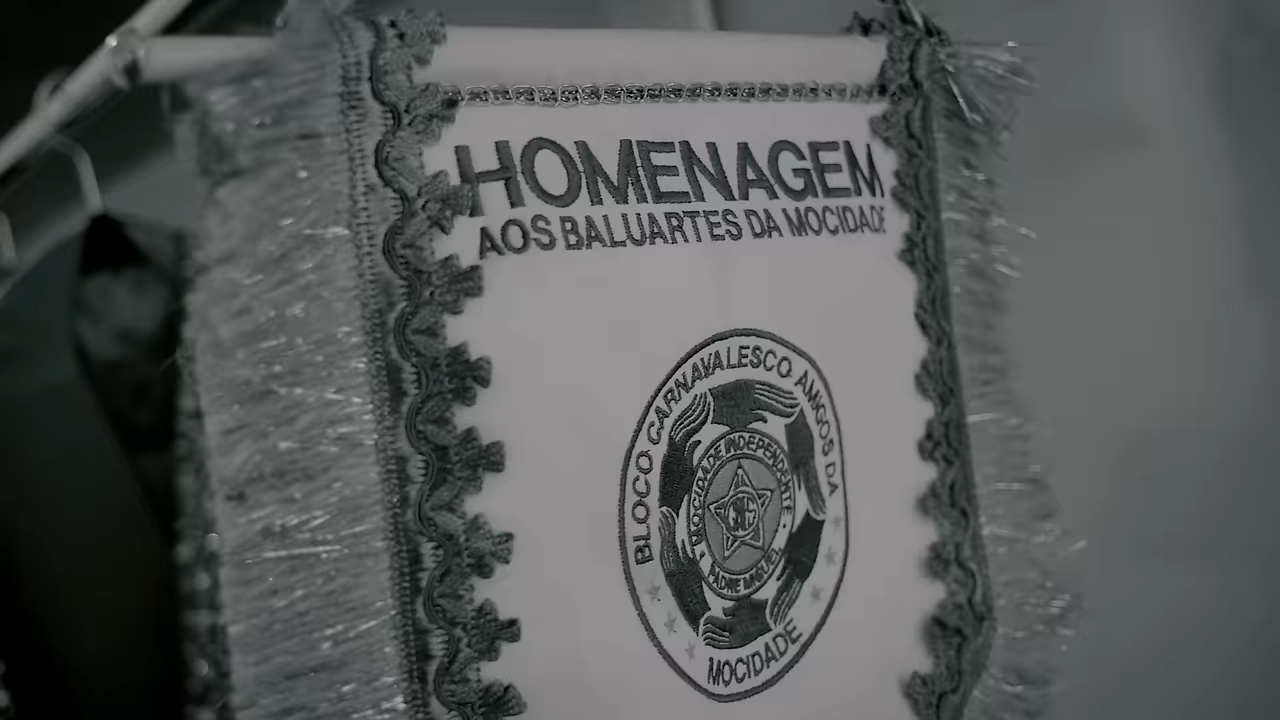 HOMENAGEM
AOS BALUARTES DA MOCIDADE
BLOCO CARNAVALESCO AMIGOS DA
MOCIDADE
MOCIDADE INDEPENDENTE
PADRE MIGUEL